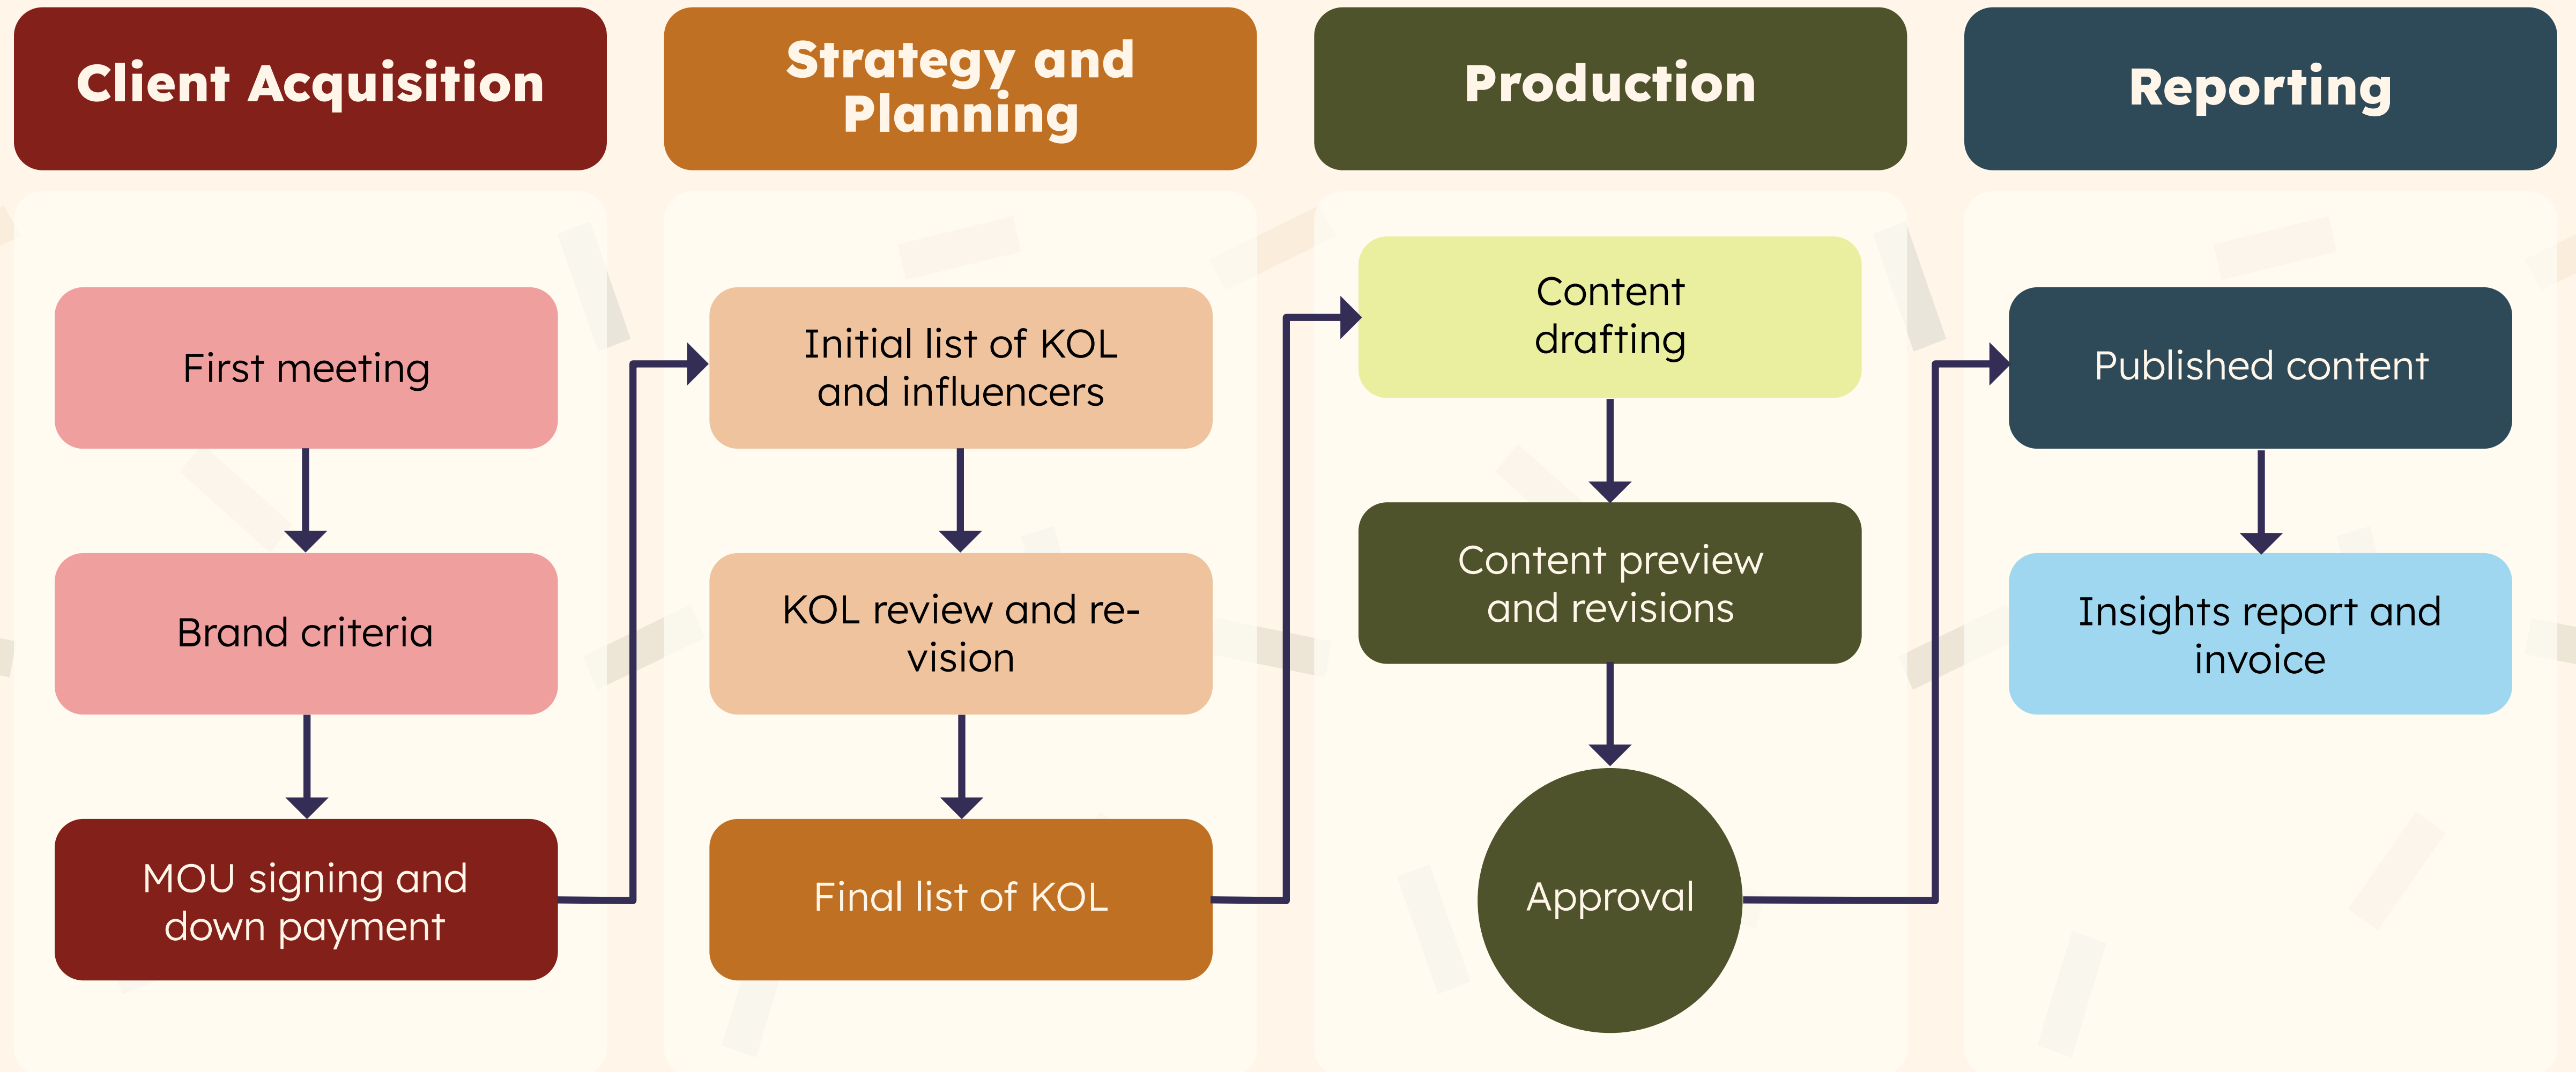 Client Acquisition
First meeting
Brand criteria
MOU signing and
down payment
Strategy and
Planning
Initial list of KOL
and influencers
KOL review and re-
vision
Final list of KOL
Production
Content
drafting
Content preview
and revisions
Approval
Reporting
Published content
Insights report and
invoice